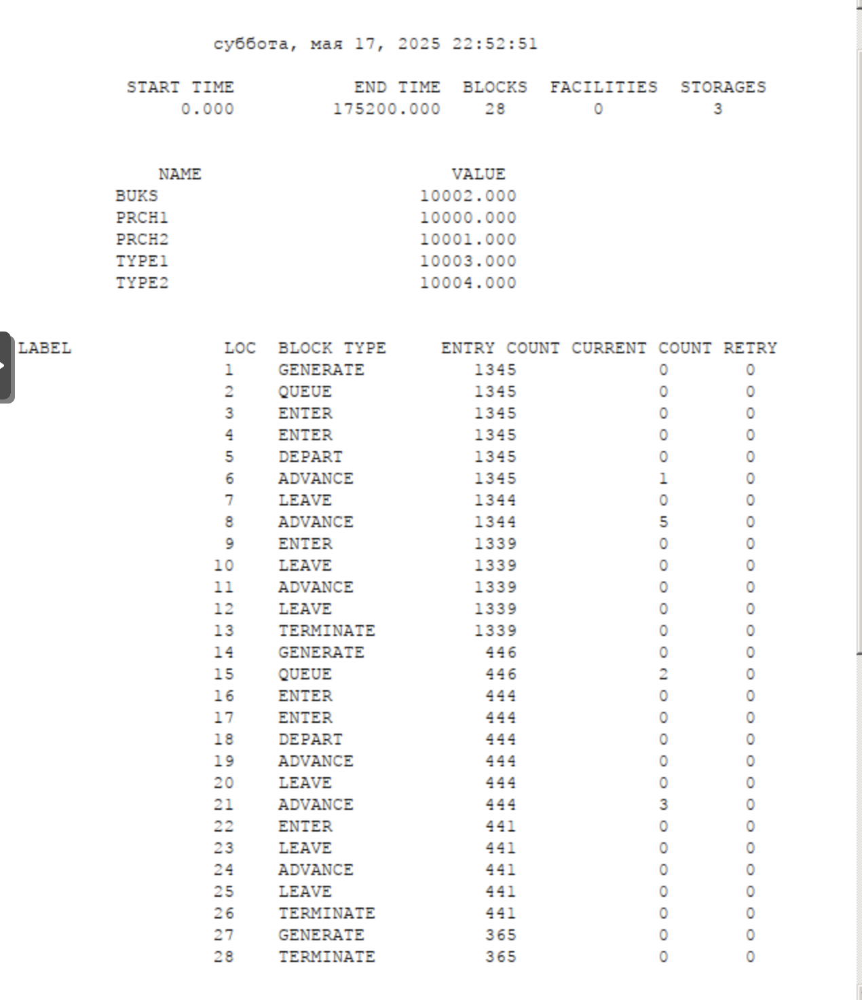 суббота, мая 17, 2025 22:52:51
START TIME END TIME BLOCKS FACILITIES STORAGES
0.000 175200.000 28 0 3
NAME VALUE
BUKS 10002.000
PRCH1 10000.000
PRCH2 10001.000
TYPE1 10003.000
TYPE2 10004.000
LABEL LOC BLOCK TYPE ENTRY COUNT CURRENT COUNT RETRY
1 GENERATE 1345 0 0
2 QUEUE 1345 0 0
3 ENTER 1345 0 0
4 ENTER 1345 0 0
5 DEPART 1345 0 0
6 ADVANCE 1345 1 0
7 LEAVE 1344 0 0
8 ADVANCE 1344 5 0
9 ENTER 1339 0 0
10 LEAVE 1339 0 0
11 ADVANCE 1339 0 0
12 LEAVE 1339 0 0
13 TERMINATE 1339 0 0
14 GENERATE 446 0 0
15 QUEUE 446 2 0
16 ENTER 444 0 0
17 ENTER 444 0 0
18 DEPART 444 0 0
19 ADVANCE 444 0 0
20 LEAVE 444 0 0
21 ADVANCE 444 3 0
22 ENTER 441 0 0
23 LEAVE 441 0 0
24 ADVANCE 441 0 0
25 LEAVE 441 0 0
26 TERMINATE 441 0 0
27 GENERATE 365 0 0
28 TERMINATE 365 0 0